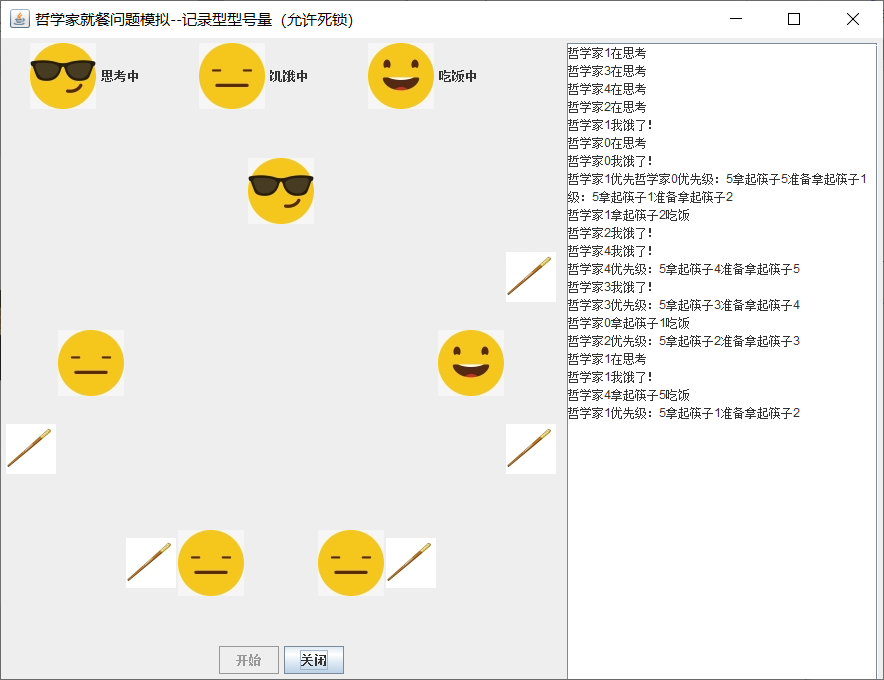 哲学家就餐问题模拟--记录型型号量 (允许死锁)
思考中
饥饿中
吃饭中
哲学家1在思考
哲学家3在思考
哲学家4在思考
哲学家2在思考
哲学家1我饿了!
哲学家0在思考
哲学家0我饿了!
哲学家1优先哲学家0优先级: 5拿起筷子5准备拿起筷子1
级: 5拿起筷子1准备拿起筷子2
哲学家1拿起筷子2吃饭
哲学家2我饿了!
哲学家4我饿了!
哲学家4优先级: 5拿起筷子4准备拿起筷子5
哲学家3我饿了!
哲学家3优先级: 5拿起筷子3准备拿起筷子4
哲学家0拿起筷子1吃饭
哲学家2优先级: 5拿起筷子2准备拿起筷子3
哲学家1在思考
哲学家1我饿了!
哲学家4拿起筷子5吃饭
哲学家1优先级: 5拿起筷子1准备拿起筷子2
开始
关闭